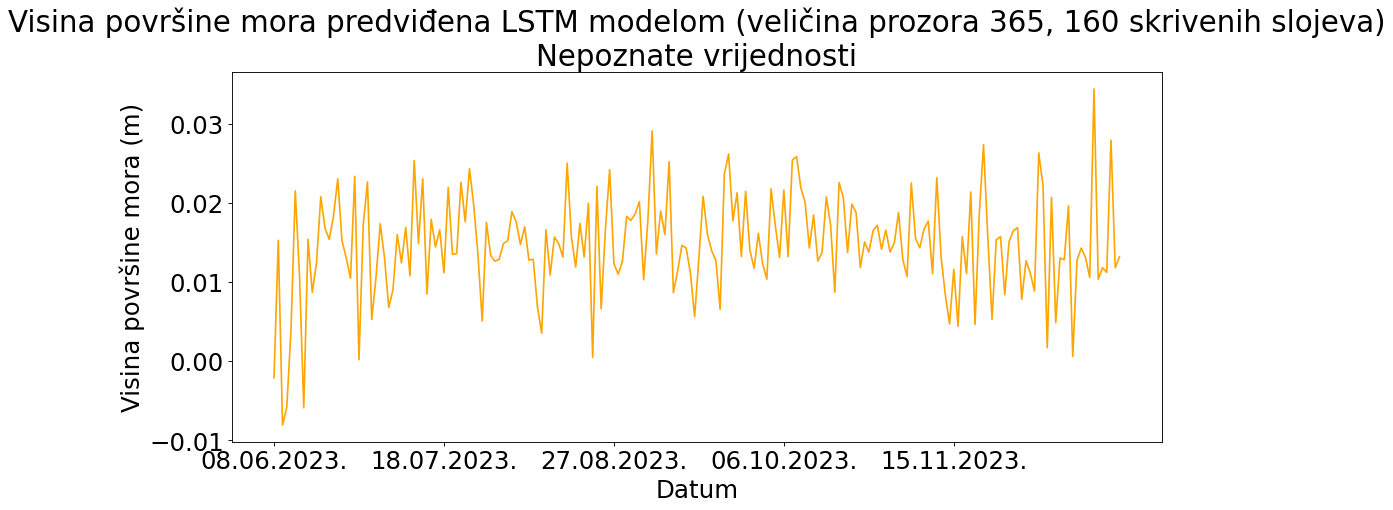 Visina površine mora predviđena LSTM modelom (veličina prozora 365, 160 skrivenih slojeva)
Nepoznate vrijednosti
Visina površine mora (m)
0.03
0.02
0.01
0.00
−0.01
08.06.2023. 18.07.2023. 27.08.2023. 06.10.2023. 15.11.2023.
Datum